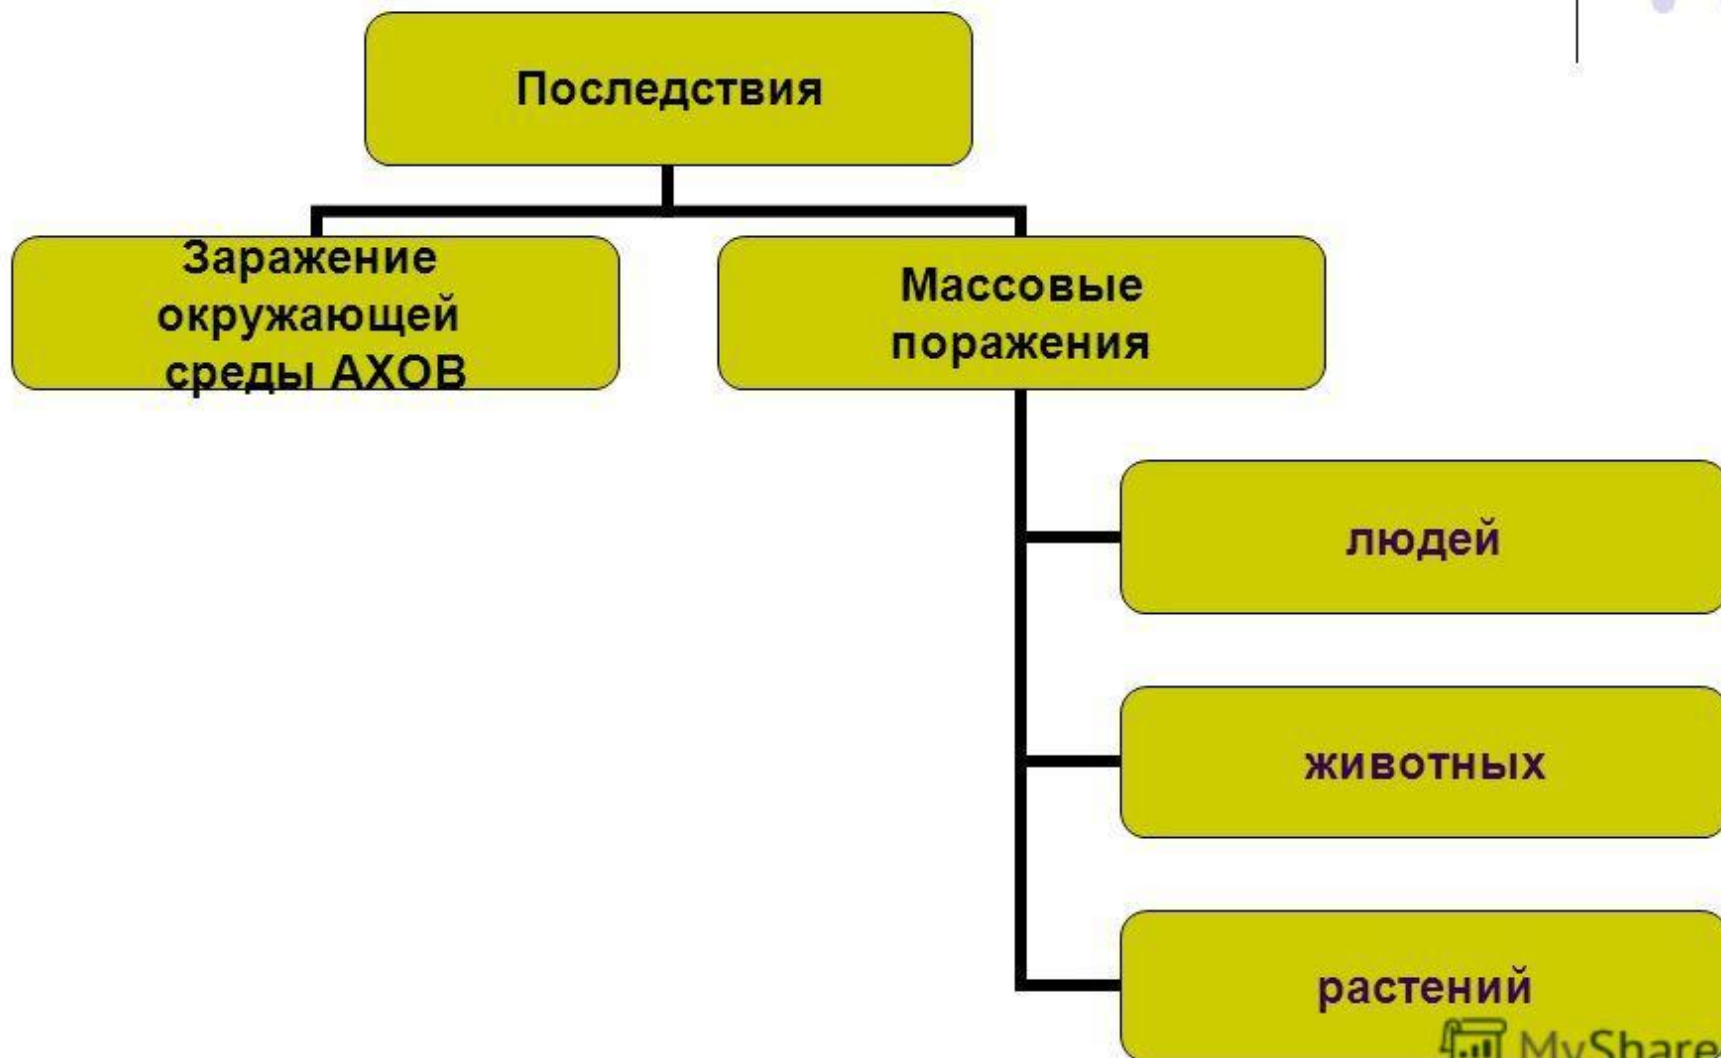 Последствия
Заражение
окружающей
среды АХОВ
Массовые
поражения
людей
животных
растений
MyShare